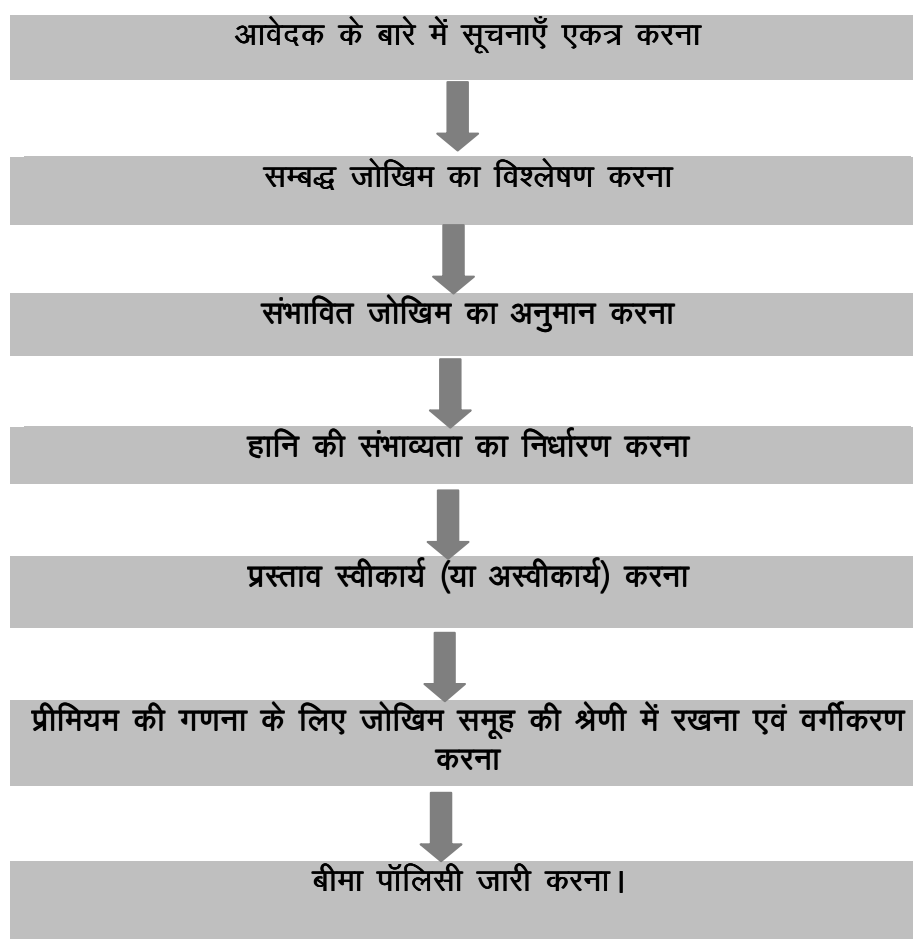 आवेदक के बारे में सूचनाएँ एकत्र करना
सम्बद्ध जोखिम का विश्लेषण करना
संभावित जोखिम का अनुमान करना
हानि की संभाव्यता का निर्धारण करना
प्रस्ताव स्वीकार्य (या अस्वीकार्य) करना
प्रीमियम की गणना के लिए जोखिम समूह की श्रेणी में रखना एवं वर्गीकरण
करना
बीमा पॉलिसी जारी करना।